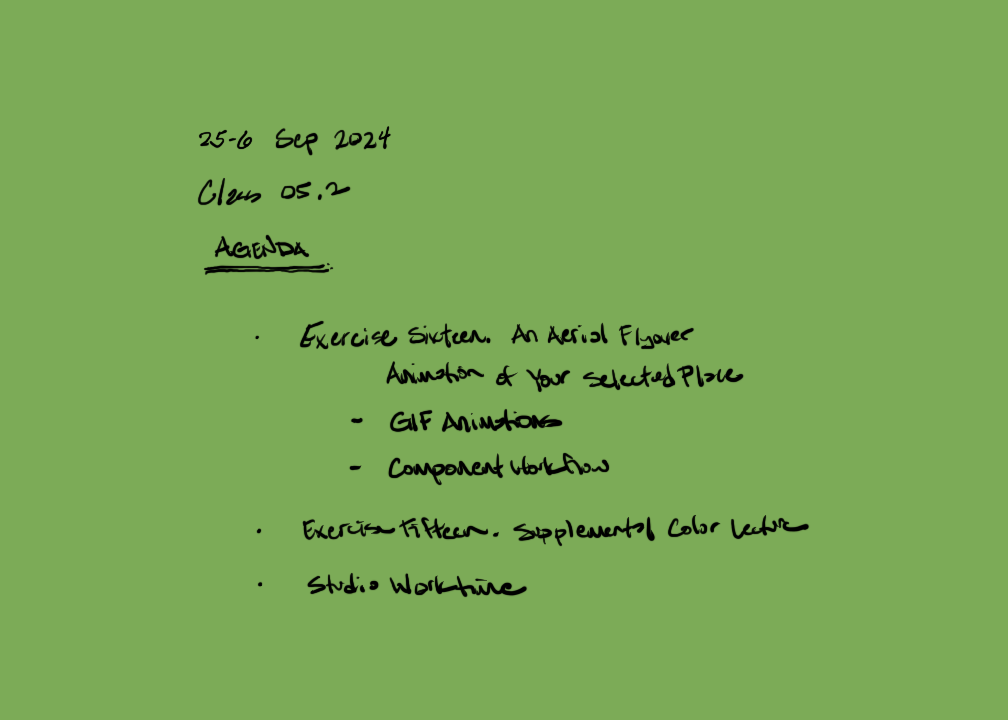 25-6 Sep 2024
Class 05.2
AGENDA
· Exercise Sixteen. An Aerial Flyover
Animation of Your Selected Place
- GIF Animations
- Component Workflow
· Exercise Fifteen. Supplemental Color Lecture
· Studio Worktime